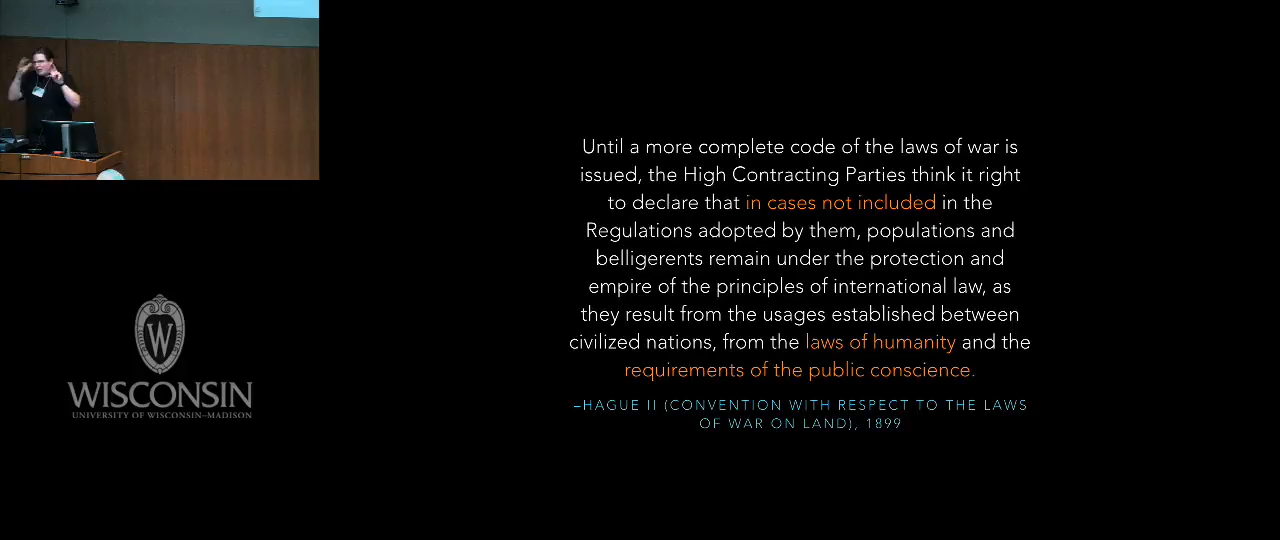 Until a more complete code of the laws of war is
issued, the High Contracting Parties think it right
to declare that in cases not included in the
Regulations adopted by them, populations and
belligerents remain under the protection and
empire of the principles of international law, as
they result from the usages established between
civilized nations, from the laws of humanity and the
requirements of the public conscience.
–HAGUE II (CONVENTION WITH RESPECT TO THE LAWS
OF WAR ON LAND), 1899
W
WISCONSIN
UNIVERSITY OF WISCONSIN–MADISON